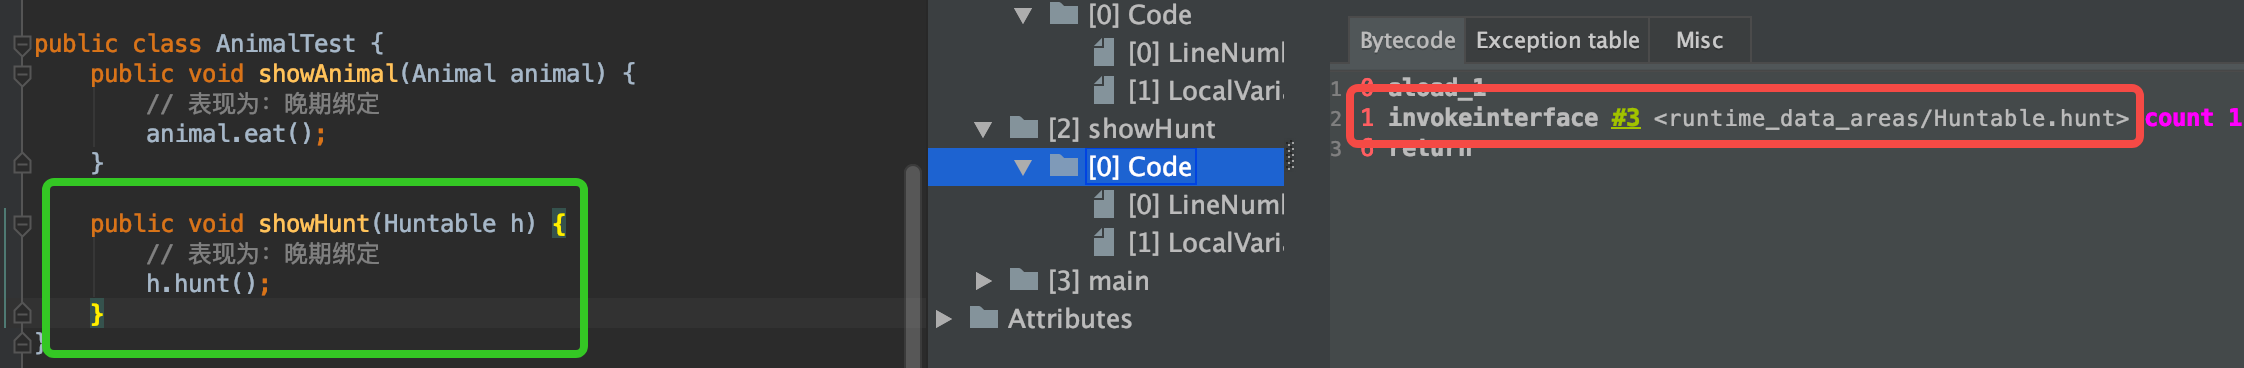 public class AnimalTest {
public void showAnimal(Animal animal) {
// 表现为：晚期绑定
animal.eat();
}
public void showHunt(Huntable h) {
// 表现为：晚期绑定
h.hunt();
}
}
[0] Code
[0] LineNuml
[1] LocalVaria
[2] showHunt
[0] Code
[0] LineNuml
[1] LocalVaria
[3] main
Attributes
Bytecode Exception table Misc
1 0 aload_1
2 1 invokeinterface #3 <runtime_data_areas/Huntable.hunt> count 1
3 6 return